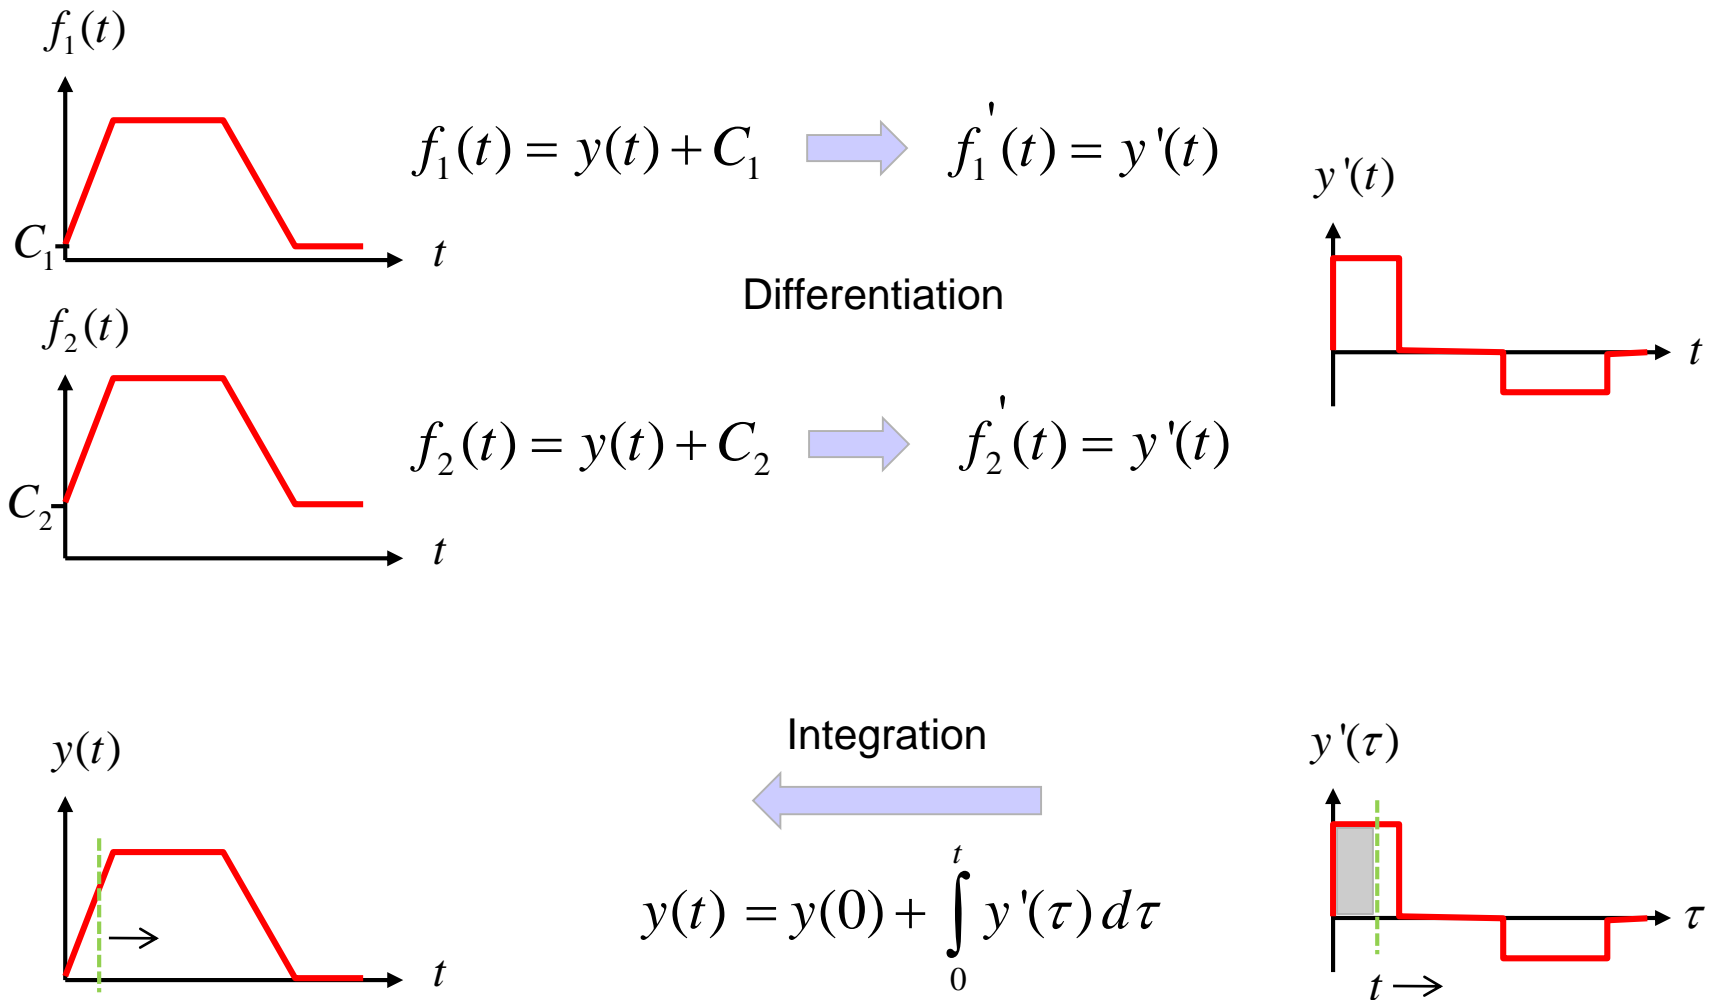 f₁(t)
C₁
t
f₁(t) = y(t) + C₁
f₁'(t) = y'(t)
y'(t)
t
Differentiation
f₂(t)
C₂
t
f₂(t) = y(t) + C₂
f₂'(t) = y'(t)
Integration
y(t)
t
y(t) = y(0) + ∫₀ᵗ y'(τ) dτ
y'(τ)
τ
t